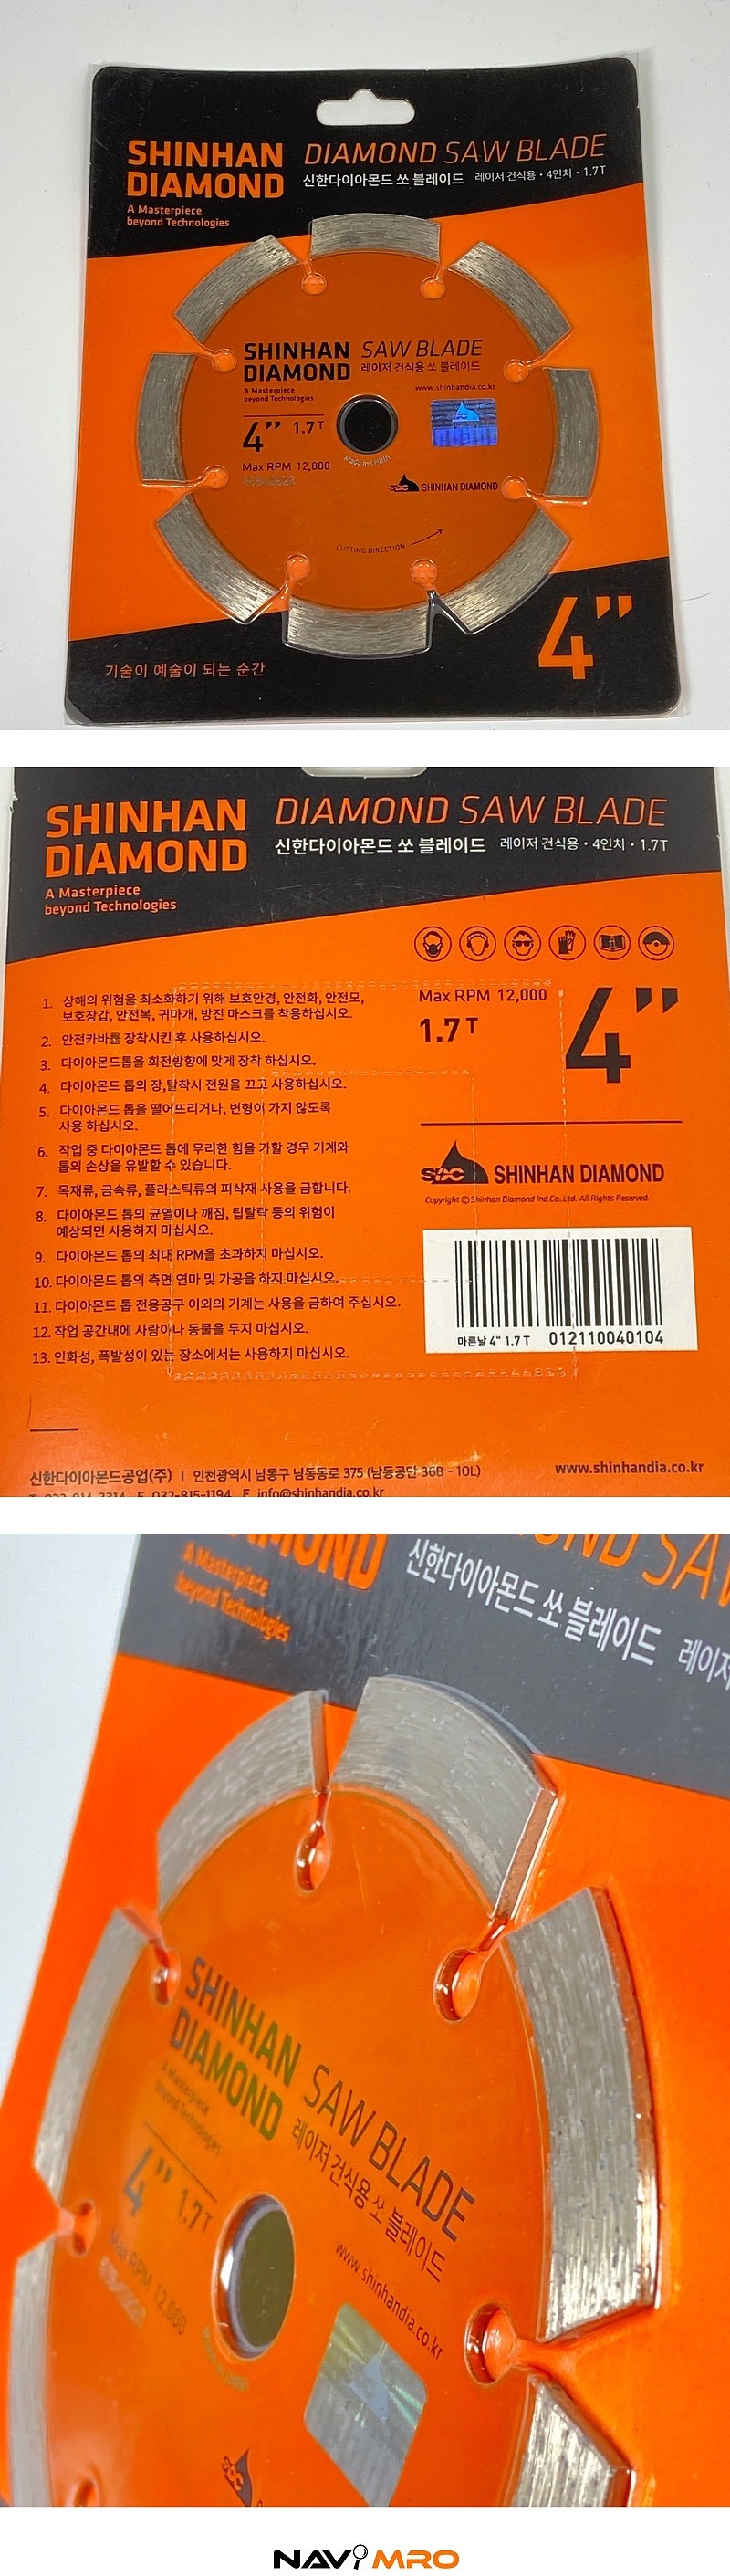 SHINHAN
DIAMOND
A Masterpiece
beyond Technologies
DIAMOND SAW BLADE
신한다이아몬드 쏘 블레이드 레이저 건식용 · 4인치 · 1.7T
SHINHAN
DIAMOND
A Masterpiece
beyond Technologies
SAW BLADE
레이저 건식용 쏘 블레이드
www.shinhandia.co.kr
4" 1.7T
Max RPM 12,000
Made in CHINA
SDC SHINHAN DIAMOND
CUTTING DIRECTION
4"
기술이 예술이 되는 순간
SHINHAN
DIAMOND
A Masterpiece
beyond Technologies
DIAMOND SAW BLADE
신한다이아몬드 쏘 블레이드 레이저 건식용 · 4인치 · 1.7T
1. 상해의 위험을 최소화하기 위해 보호안경, 안전화, 안전모,
보호장갑, 안전복, 귀마개, 방진 마스크를 착용하십시오.
2. 안전카바를 장착시킨 후 사용하십시오.
3. 다이아몬드톱을 회전방향에 맞게 장착 하십시오.
4. 다이아몬드 톱의 장,탈착시 전원을 끄고 사용하십시오.
5. 다이아몬드 톱을 떨어뜨리거나, 변형이 가지 않도록
사용 하십시오.
6. 작업 중 다이아몬드 톱에 무리한 힘을 가할 경우 기계와
톱의 손상을 유발할 수 있습니다.
7. 목재류, 금속류, 플라스틱류의 피삭재 사용을 금합니다.
8. 다이아몬드 톱의 균열이나 깨짐, 팁탈락 등의 위험이
예상되면 사용하지 마십시오.
9. 다이아몬드 톱의 최대 RPM을 초과하지 마십시오.
10. 다이아몬드 톱의 측면 연마 및 가공을 하지 마십시오.
11. 다이아몬드 톱 전용공구 이외의 기계는 사용을 금하여 주십시오.
12. 작업 공간내에 사람이나 동물을 두지 마십시오.
13. 인화성, 폭발성이 있는 장소에서는 사용하지 마십시오.
Max RPM 12,000
1.7T
4"
SDC SHINHAN DIAMOND
Copyright © Shinhan Diamond Ind.Co.,Ltd. All Rights Reserved.
마른날 4" 1.7 T 012110040104
신한다이아몬드공업(주) | 인천광역시 남동구 남동동로 375 (남동공단 36B - 10L)
www.shinhandia.co.kr
F. 032-815-1194 E. info@shinhandia.co.kr
A Masterpiece
beyond Technologies
신한다이아몬드 쏘 블레이드 레이저
SHINHAN
DIAMOND
A Masterpiece
beyond Technologies
SAW BLADE
레이저 건식용 쏘 블레이드
4" 1.7T
Max RPM 12,000
www.shinhandia.co.kr
SDC
NAVIMRO